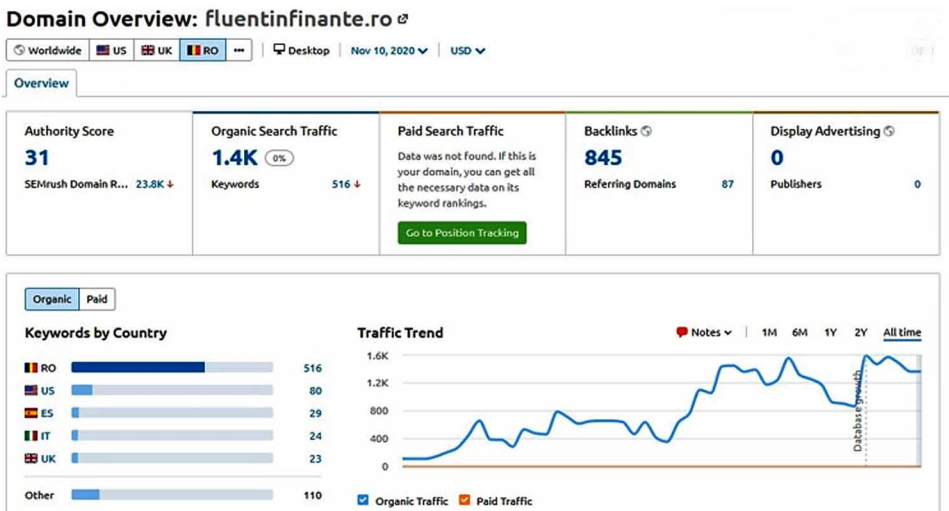 Domain Overview: fluentinfinante.ro
Worldwide US UK RO ••• Desktop Nov 10, 2020 USD
Overview
Authority Score
31
SEMrush Domain R... 23.8K ↓
Organic Search Traffic
1.4K 0%
Keywords 516 ↓
Paid Search Traffic
Data was not found. If this is
your domain, you can get all
the necessary data on its
keyword rankings.
Go to Position Tracking
Backlinks
845
Referring Domains 87
Display Advertising
0
Publishers 0
Organic Paid
Keywords by Country
RO 516
US 80
ES 29
IT 24
UK 23
Other 110
Traffic Trend
Notes 1M 6M 1Y 2Y All time
1.6K
1.2K
800
400
0
Database growth
Organic Traffic Paid Traffic